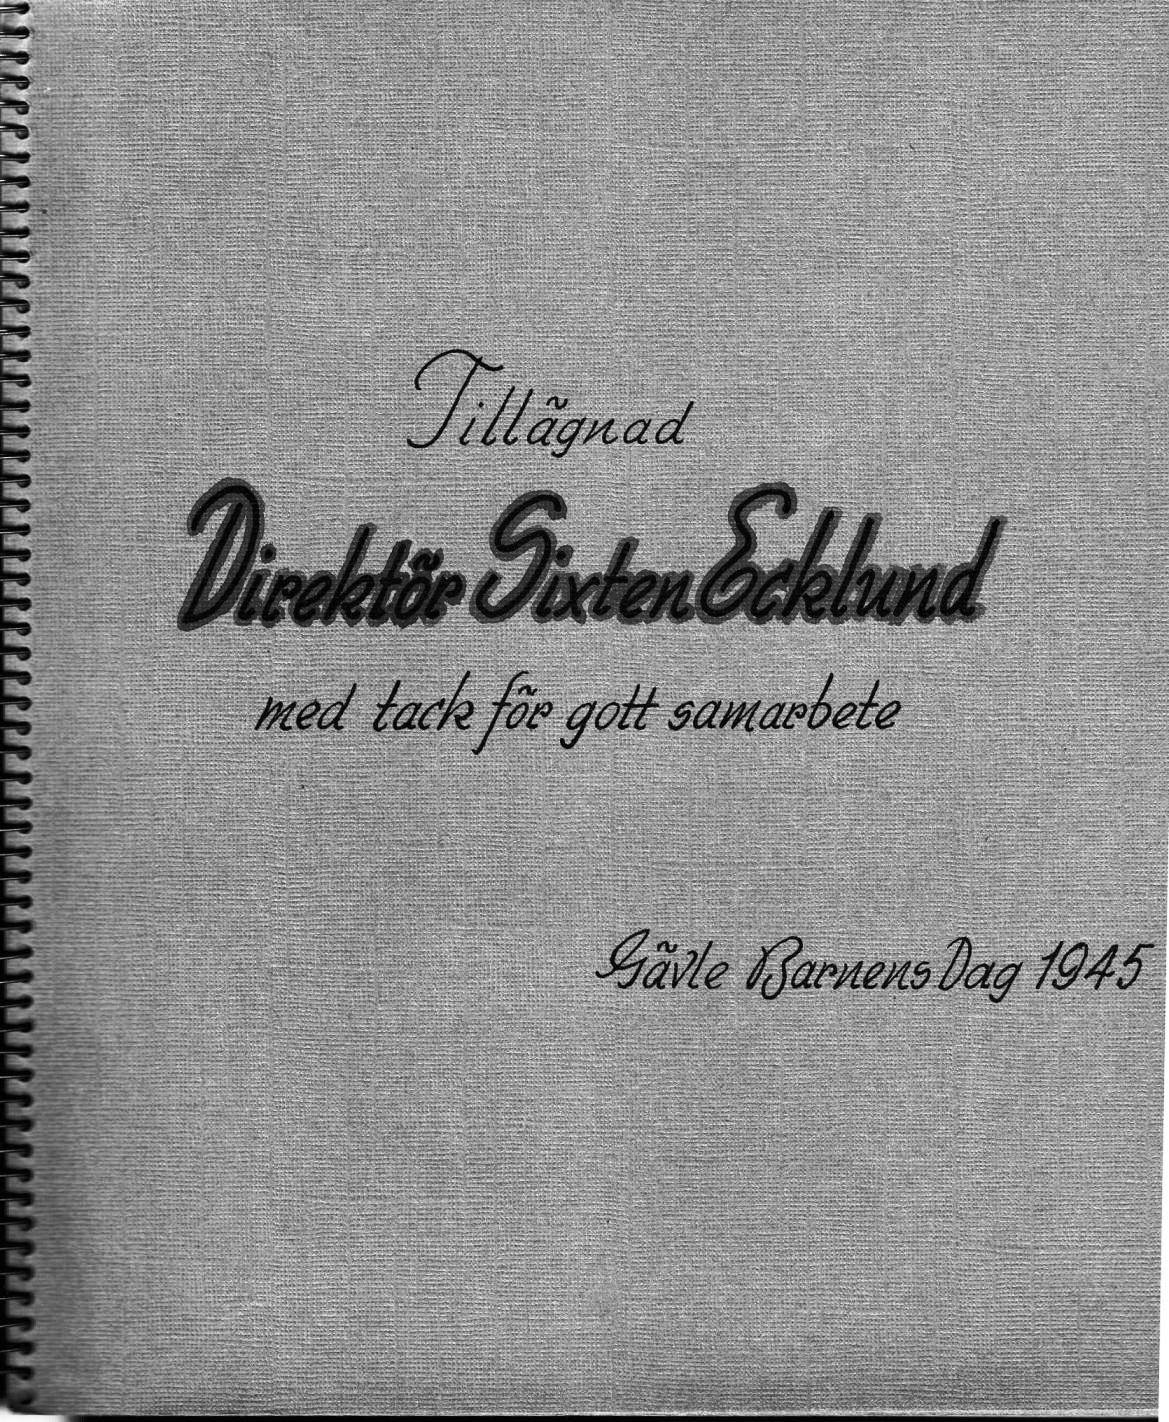 Tillägnad
Direktör Sixten Ecklund
med tack för gott samarbete
Gävle Barnens Dag 1945